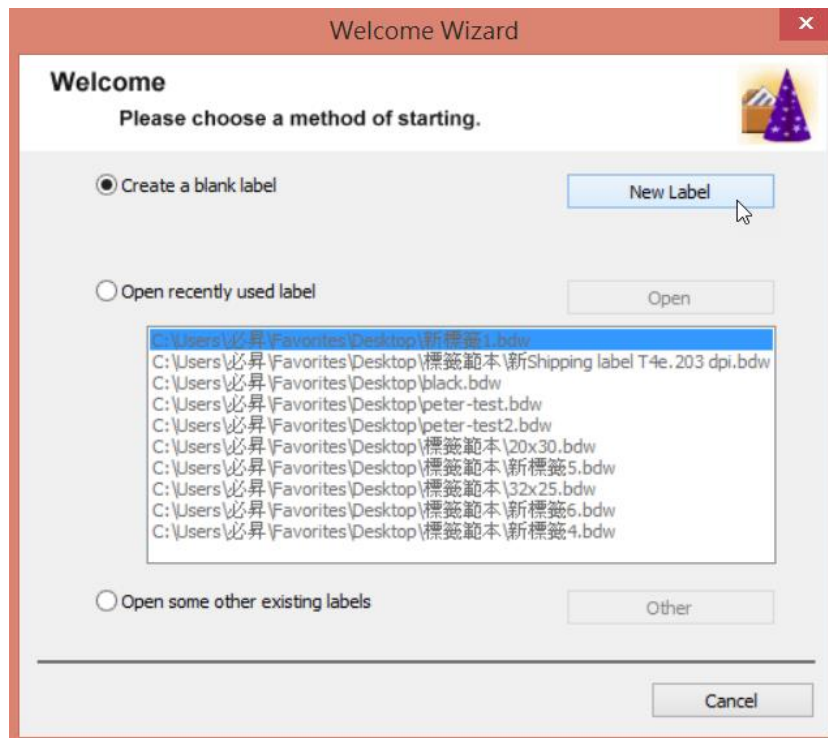 Welcome Wizard
Welcome
Please choose a method of starting.
Create a blank label
New Label
Open recently used label
Open
C:\Users\必昇\Favorites\Desktop\新標籤1.bdw
C:\Users\必昇\Favorites\Desktop\標籤範本\新Shipping label T4e.203 dpi.bdw
C:\Users\必昇\Favorites\Desktop\black.bdw
C:\Users\必昇\Favorites\Desktop\peter-test.bdw
C:\Users\必昇\Favorites\Desktop\peter-test2.bdw
C:\Users\必昇\Favorites\Desktop\標籤範本\20x30.bdw
C:\Users\必昇\Favorites\Desktop\標籤範本\新標籤5.bdw
C:\Users\必昇\Favorites\Desktop\標籤範本\32x25.bdw
C:\Users\必昇\Favorites\Desktop\標籤範本\新標籤6.bdw
C:\Users\必昇\Favorites\Desktop\標籤範本\新標籤4.bdw
Open some other existing labels
Other
Cancel